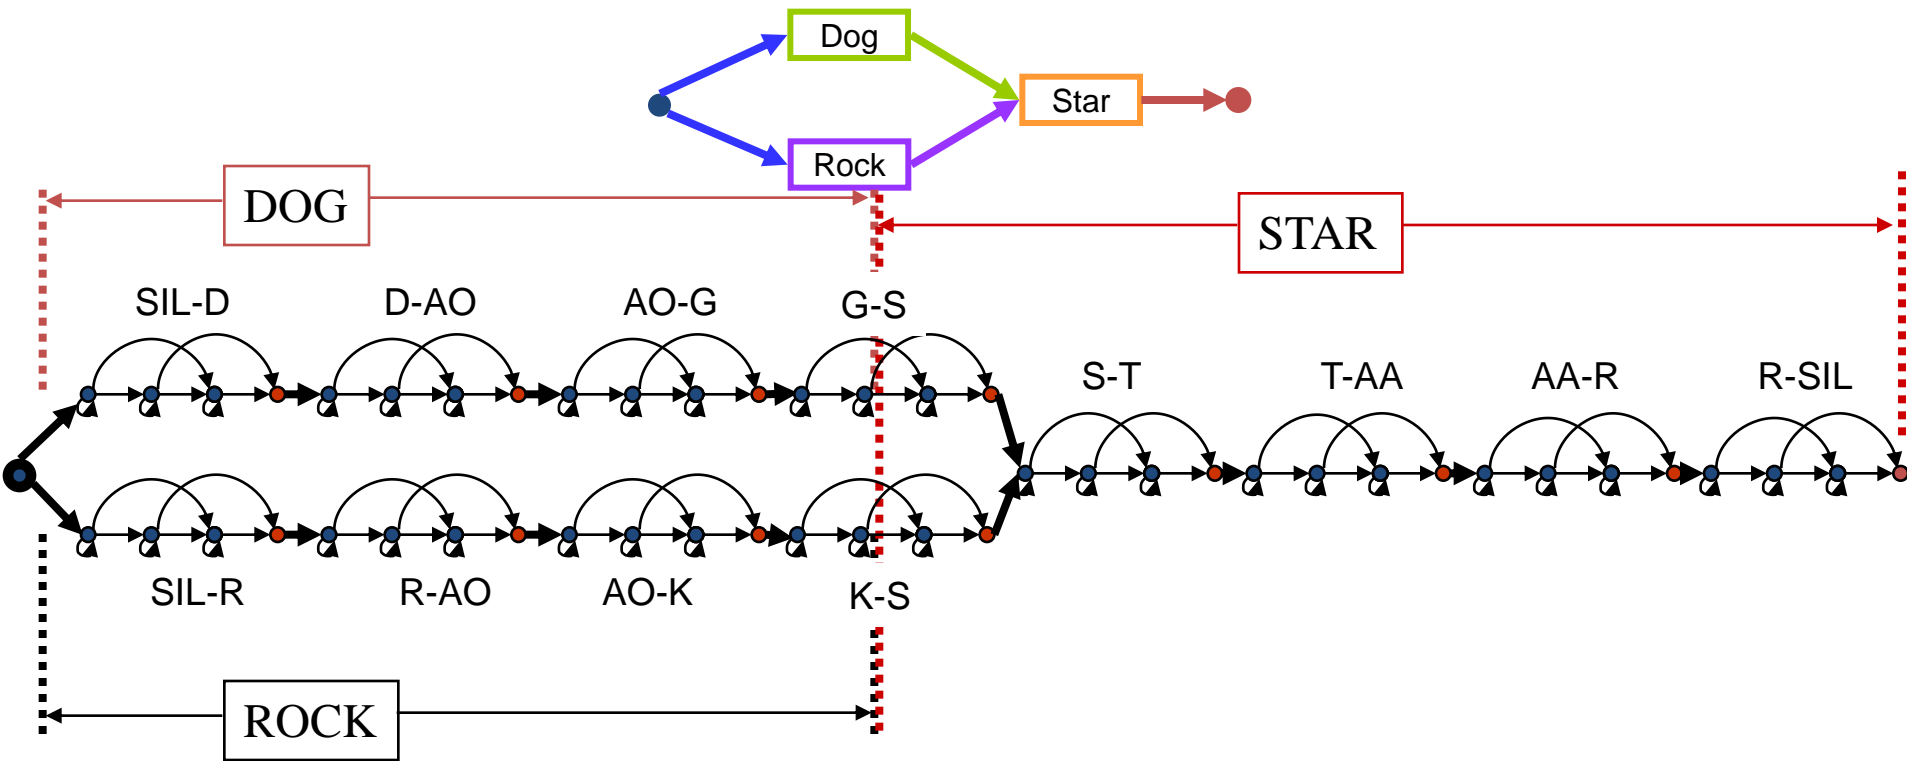 Dog
Star
Rock
DOG
STAR
SIL-D D-AO AO-G G-S
S-T T-AA AA-R R-SIL
SIL-R R-AO AO-K K-S
ROCK